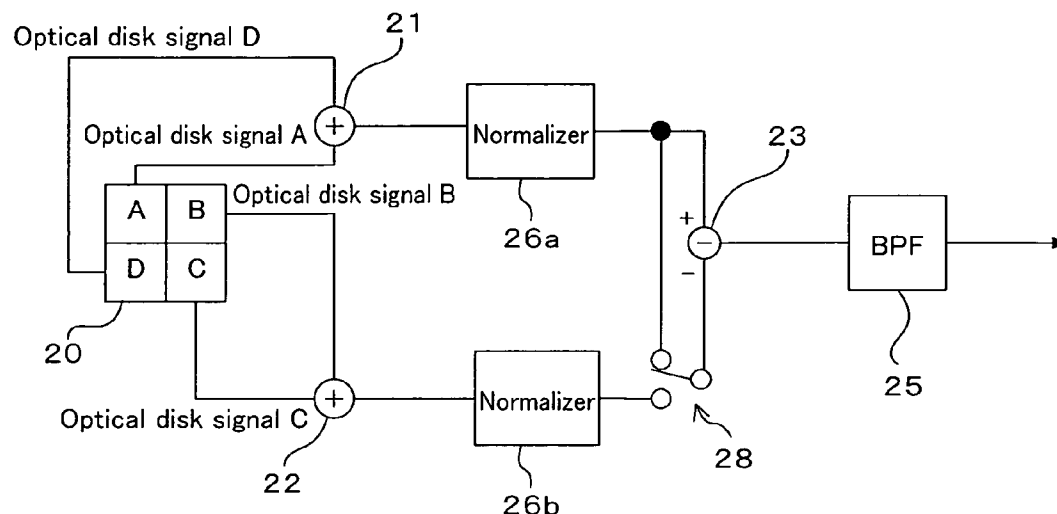 Optical disk signal D
21
+
Normalizer
Optical disk signal A
23
Optical disk signal B
A B
D C
26a
+
−
−
BPF
20
25
+
Normalizer
Optical disk signal C
28
22
26b